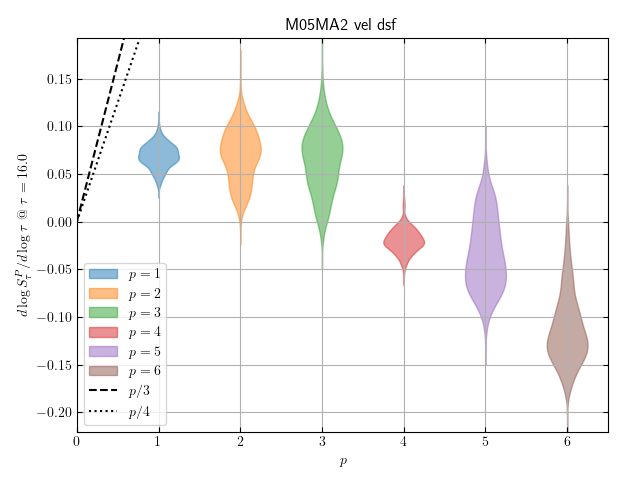 M05MA2 vel dsf
d log S_τ^P / d log τ @ τ = 16.0
0.15
0.10
0.05
0.00
−0.05
−0.10
−0.15
−0.20
p = 1
p = 2
p = 3
p = 4
p = 5
p = 6
p/3
p/4
0 1 2 3 4 5 6
p